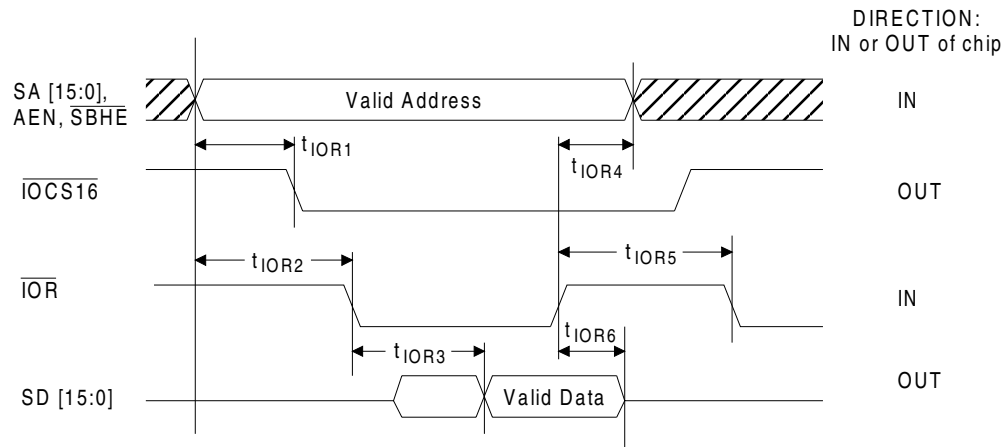 DIRECTION:
IN or OUT of chip
SA [15:0],
AEN, SBHE
Valid Address
IN
tIOR1
tIOR4
IOCS16
OUT
tIOR2
tIOR5
IOR
IN
tIOR3
tIOR6
SD [15:0]
Valid Data
OUT